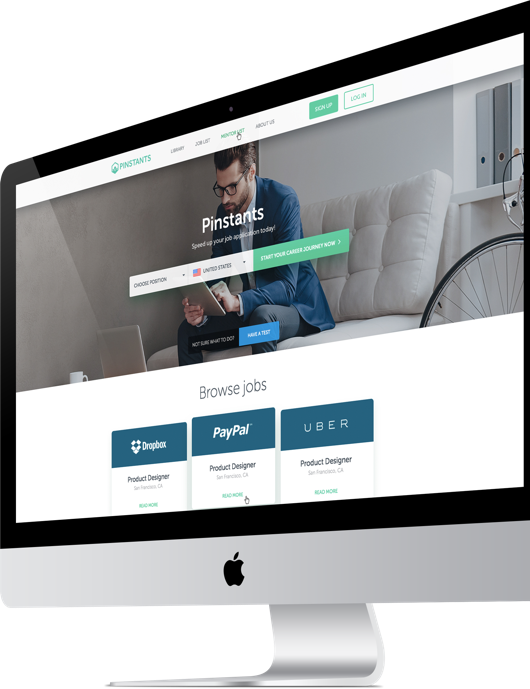 PINSTANTS
LIBRARY
JOB LIST
MENTOR LIST
ABOUT US
SIGN UP
LOG IN
Pinstants
Speed up your job application today!
CHOOSE POSITION
UNITED STATES
START YOUR CAREER JOURNEY NOW
NOT SURE WHAT TO DO?
HAVE A TEST
Browse jobs
Dropbox
Product Designer
San Francisco, CA
READ MORE
PayPal
Product Designer
San Francisco, CA
READ MORE
UBER
Product Designer
San Francisco, CA
READ MORE